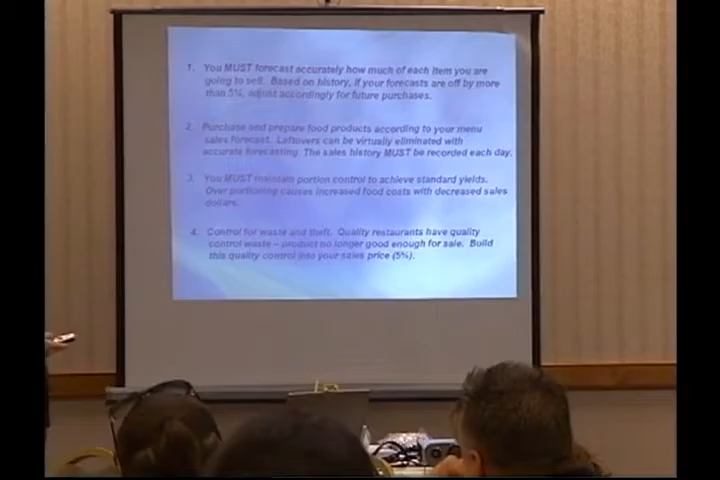 1. You MUST forecast accurately how much of each item you are
going to sell. Based on history, if your forecasts are off by more
than 5%, adjust accordingly for future purchases.
2. Purchase and prepare food products according to your menu
sales forecast. Leftovers can be virtually eliminated with
accurate forecasting. The sales history MUST be recorded each day.
3. You MUST maintain portion control to achieve standard yields.
Over portioning causes increased food costs with decreased sales
dollars.
4. Control for waste and theft. Quality restaurants have quality
control waste – product no longer good enough for sale. Build
this quality control into your sales price (5%).